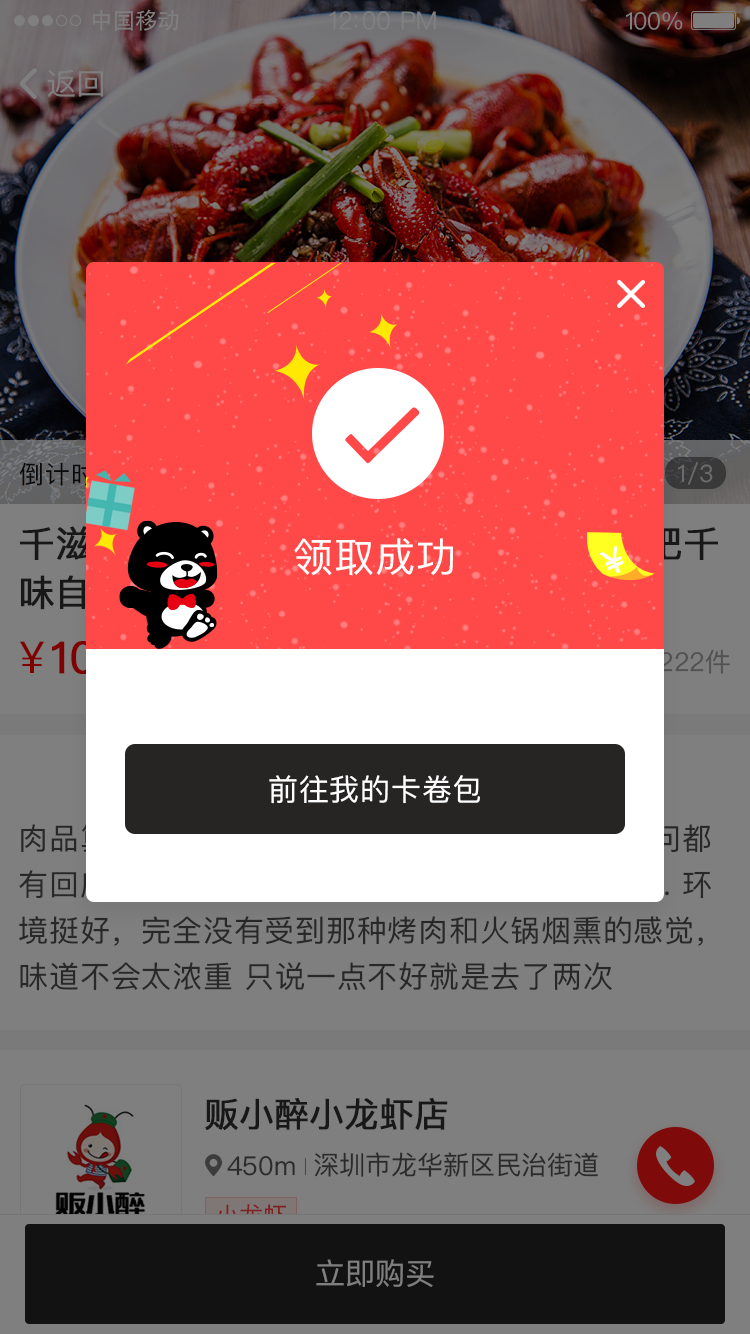 中国移动
12:00 PM
100%
返回
倒计时
1/3
千滋
把千
味自
¥10
222件
领取成功
¥
前往我的卡卷包
肉品
问都
有回
. 环
境挺好，完全没有受到那种烤肉和火锅烟熏的感觉，
味道不会太浓重 只说一点不好就是去了两次
贩小醉
贩小醉小龙虾店
450m
深圳市龙华新区民治街道
小龙虾
立即购买